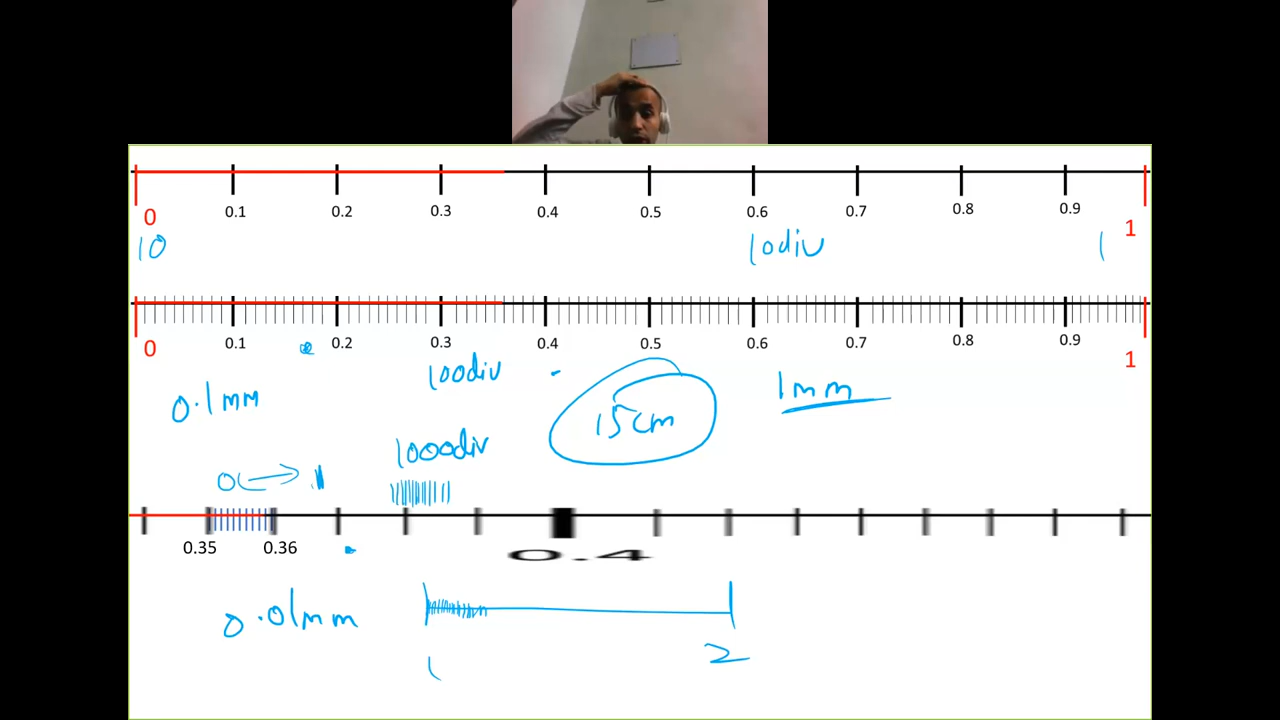 0.1 0.2 0.3 0.4 0.5 0.6 0.7 0.8 0.9
0 1
10 10div 1
0.1 0.2 0.3 0.4 0.5 0.6 0.7 0.8 0.9
0 1
100div
1mm
0.1mm
15cm
1000div
0.35 0.36 0.4
0.01mm
1 2